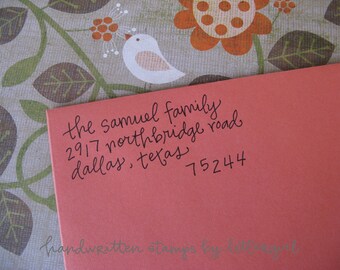 the samuel family
2917 northbridge road
dallas, texas
75244
handwritten stamps by